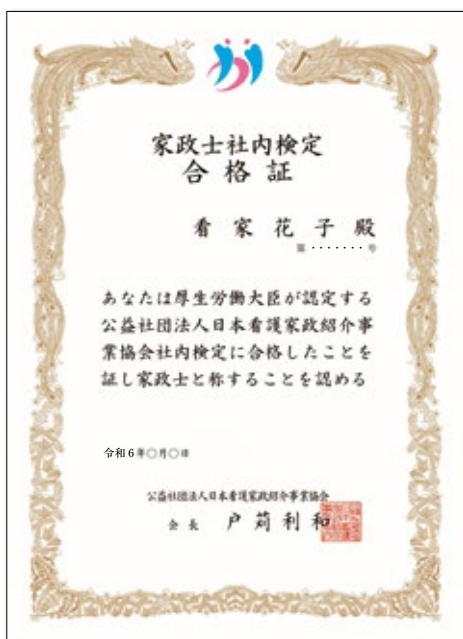 家政士社内検定
合格証
看家花子殿
第 ・・・・・・・ 号
あなたは厚生労働大臣が認定する
公益社団法人日本看護家政紹介事
業協会社内検定に合格したことを
証し家政士と称することを認める
令和6年〇月〇日
公益社団法人日本看護家政紹介事業協会
会長 戸苅利和